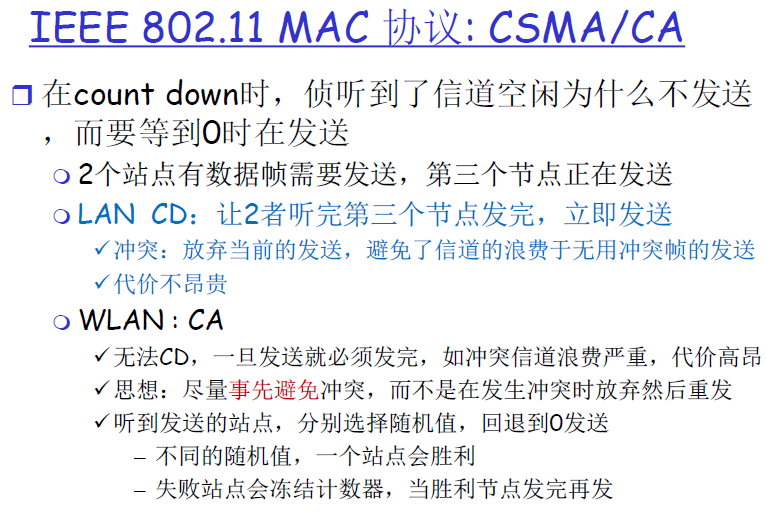 IEEE 802.11 MAC 协议: CSMA/CA
在count down时，侦听到了信道空闲为什么不发送
，而要等到0时在发送
2个站点有数据帧需要发送，第三个节点正在发送
LAN CD：让2者听完第三个节点发完，立即发送
✓冲突：放弃当前的发送，避免了信道的浪费于无用冲突帧的发送
✓代价不昂贵
WLAN : CA
✓无法CD，一旦发送就必须发完，如冲突信道浪费严重，代价高昂
✓思想：尽量事先避免冲突，而不是在发生冲突时放弃然后重发
✓听到发送的站点，分别选择随机值，回退到0发送
– 不同的随机值，一个站点会胜利
– 失败站点会冻结计数器，当胜利节点发完再发